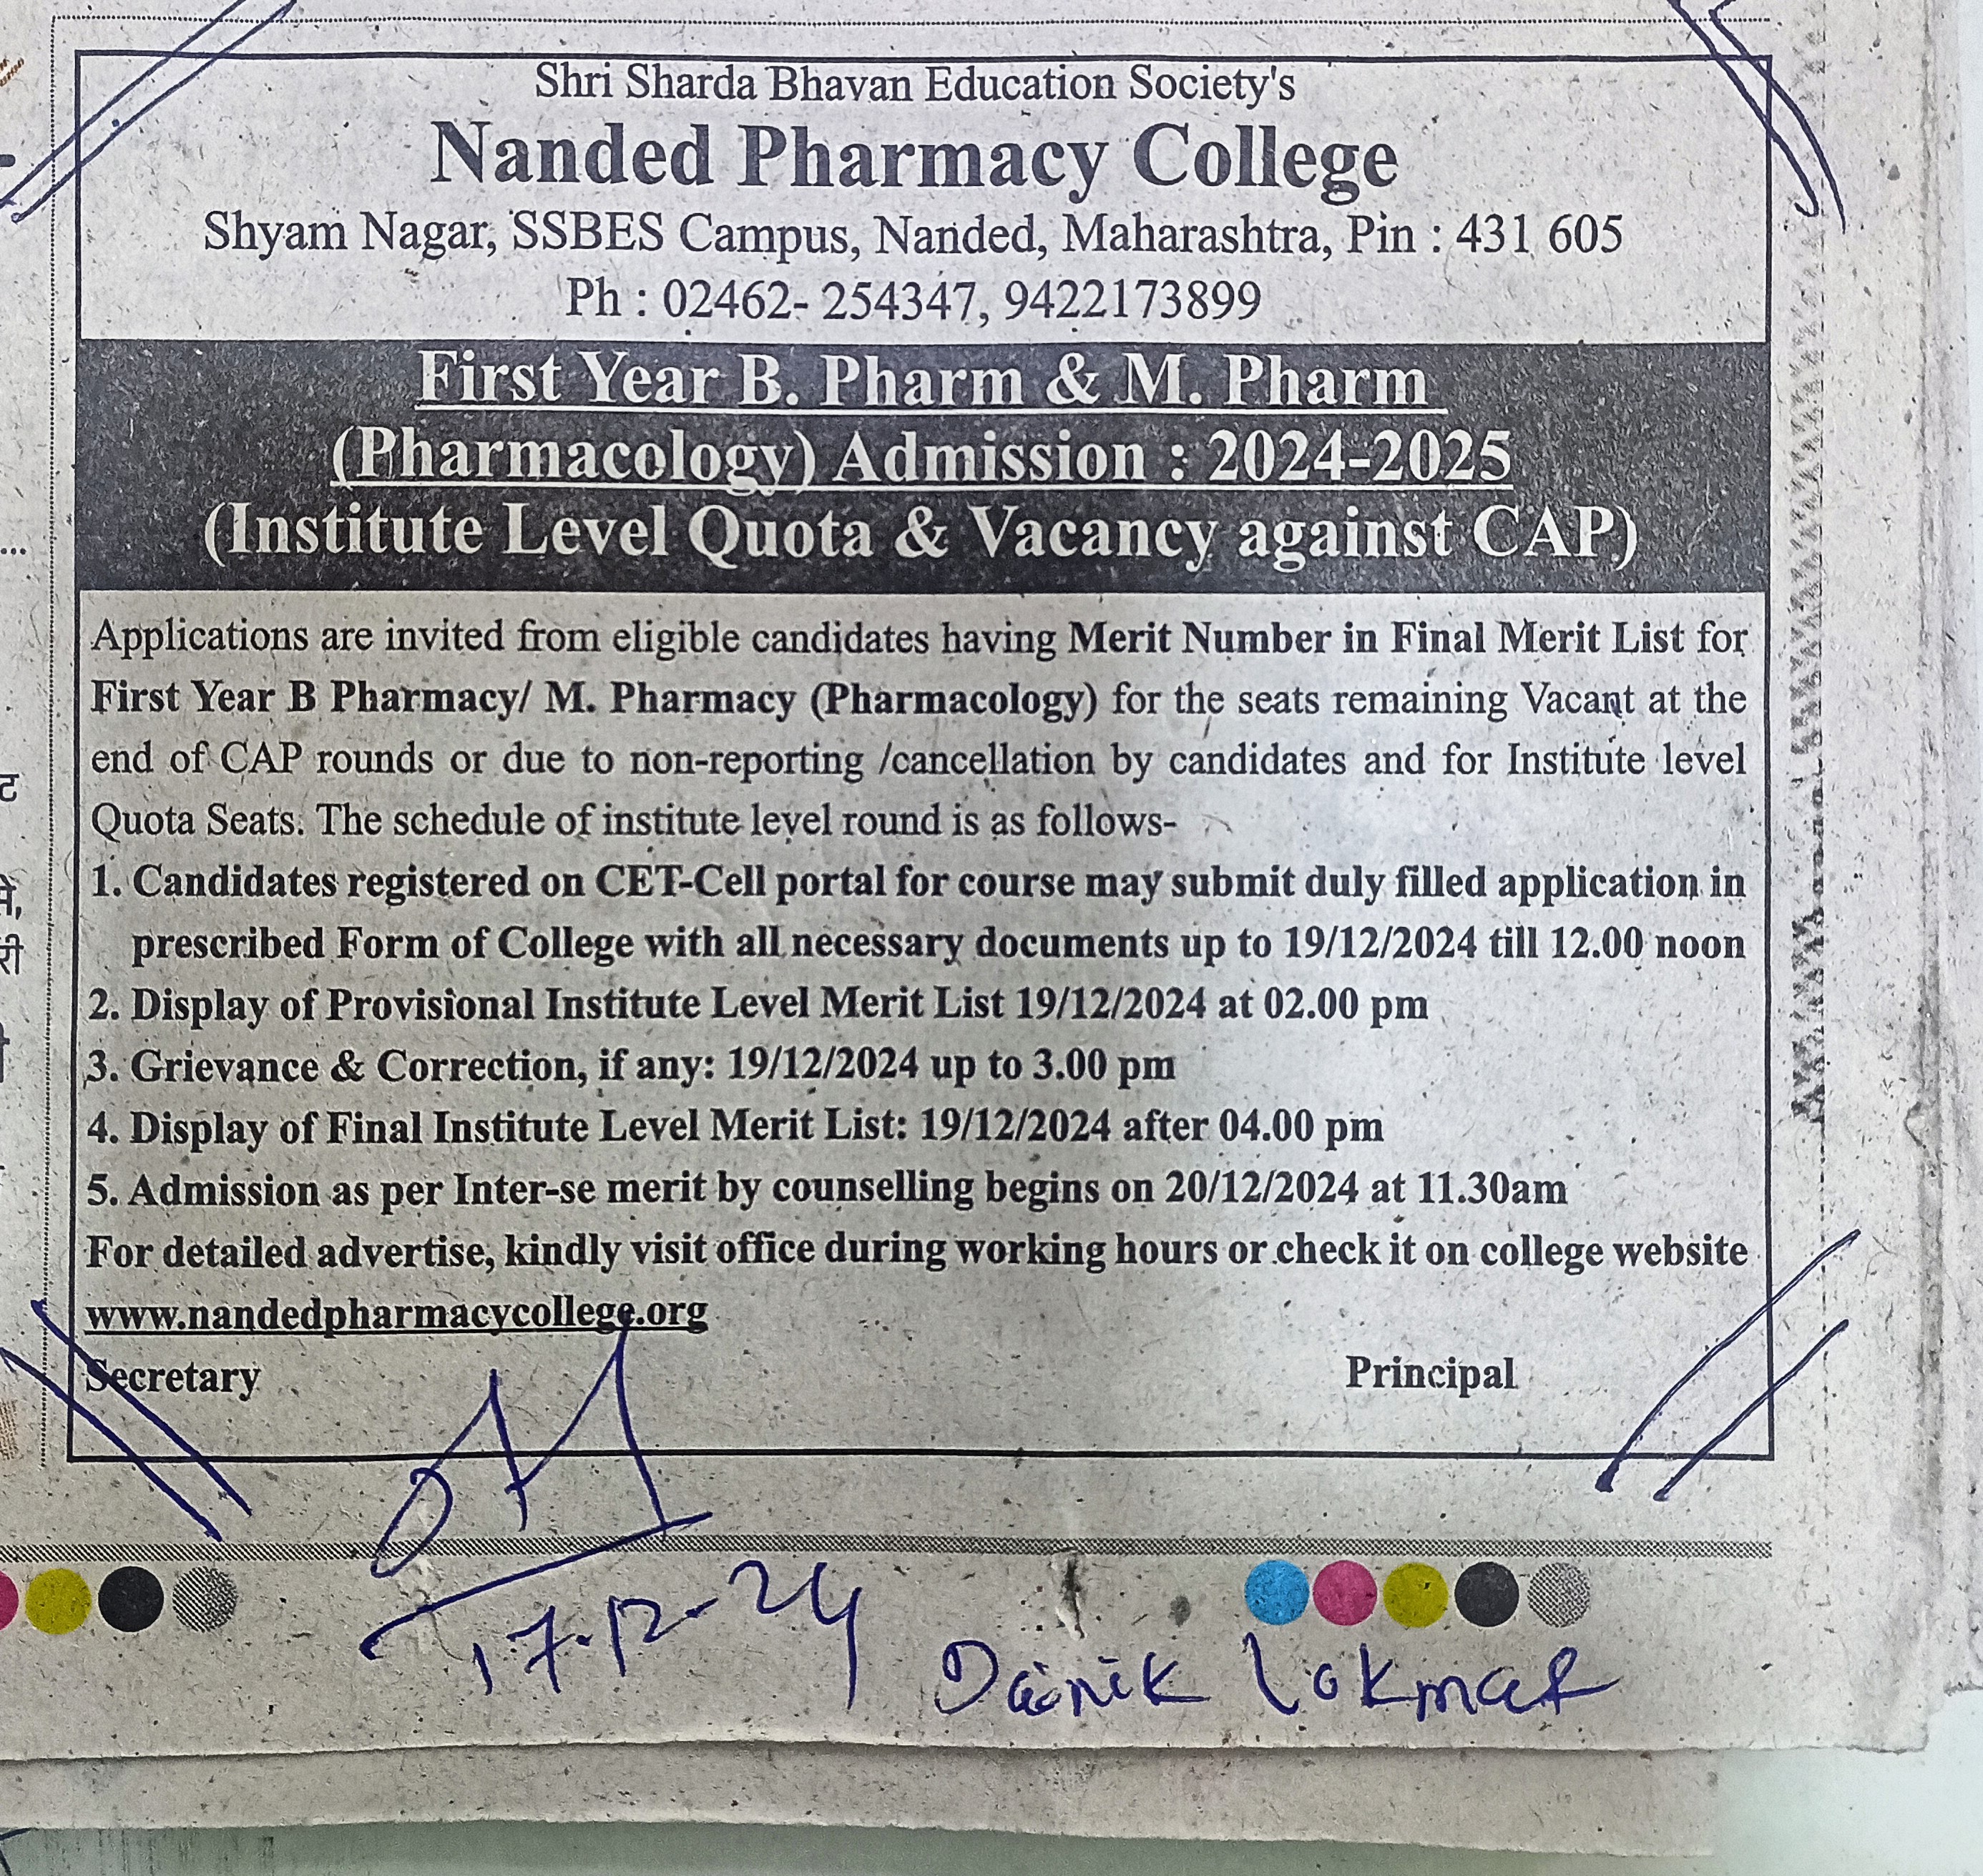 Shri Sharda Bhavan Education Society's
Nanded Pharmacy College
Shyam Nagar, SSBES Campus, Nanded, Maharashtra, Pin : 431 605
Ph : 02462- 254347, 9422173899
First Year B. Pharm & M. Pharm
(Pharmacology) Admission : 2024-2025
(Institute Level Quota & Vacancy against CAP)
Applications are invited from eligible candidates having Merit Number in Final Merit List for
First Year B Pharmacy/ M. Pharmacy (Pharmacology) for the seats remaining Vacant at the
end of CAP rounds or due to non-reporting /cancellation by candidates and for Institute level
Quota Seats. The schedule of institute level round is as follows-
1. Candidates registered on CET-Cell portal for course may submit duly filled application in
prescribed Form of College with all necessary documents up to 19/12/2024 till 12.00 noon
2. Display of Provisional Institute Level Merit List 19/12/2024 at 02.00 pm
3. Grievance & Correction, if any: 19/12/2024 up to 3.00 pm
4. Display of Final Institute Level Merit List: 19/12/2024 after 04.00 pm
5. Admission as per Inter-se merit by counselling begins on 20/12/2024 at 11.30am
For detailed advertise, kindly visit office during working hours or check it on college website
www.nandedpharmacycollege.org
Secretary Principal
17-12-24
Dainik Lokmat